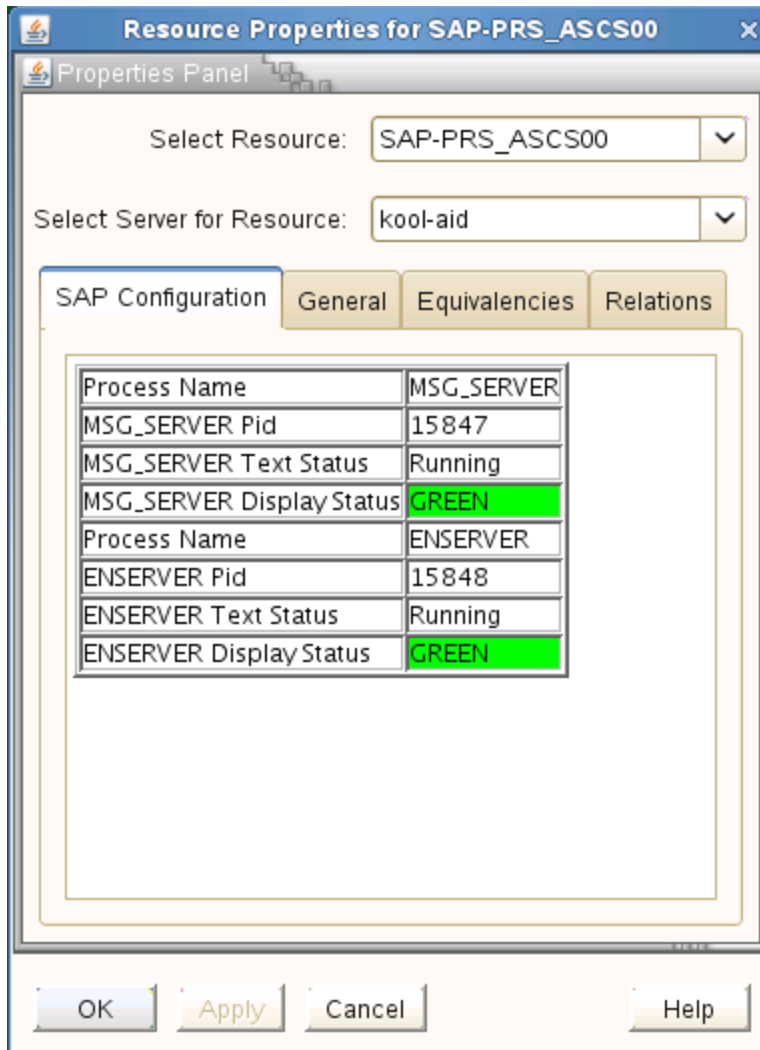 Resource Properties for SAP-PRS_ASCS00
Properties Panel
Select Resource: SAP-PRS_ASCS00
Select Server for Resource: kool-aid
SAP Configuration General Equivalencies Relations
Process Name MSG_SERVER
MSG_SERVER Pid 15847
MSG_SERVER Text Status Running
MSG_SERVER Display Status GREEN
Process Name ENSERVER
ENSERVER Pid 15848
ENSERVER Text Status Running
ENSERVER Display Status GREEN
OK Apply Cancel Help